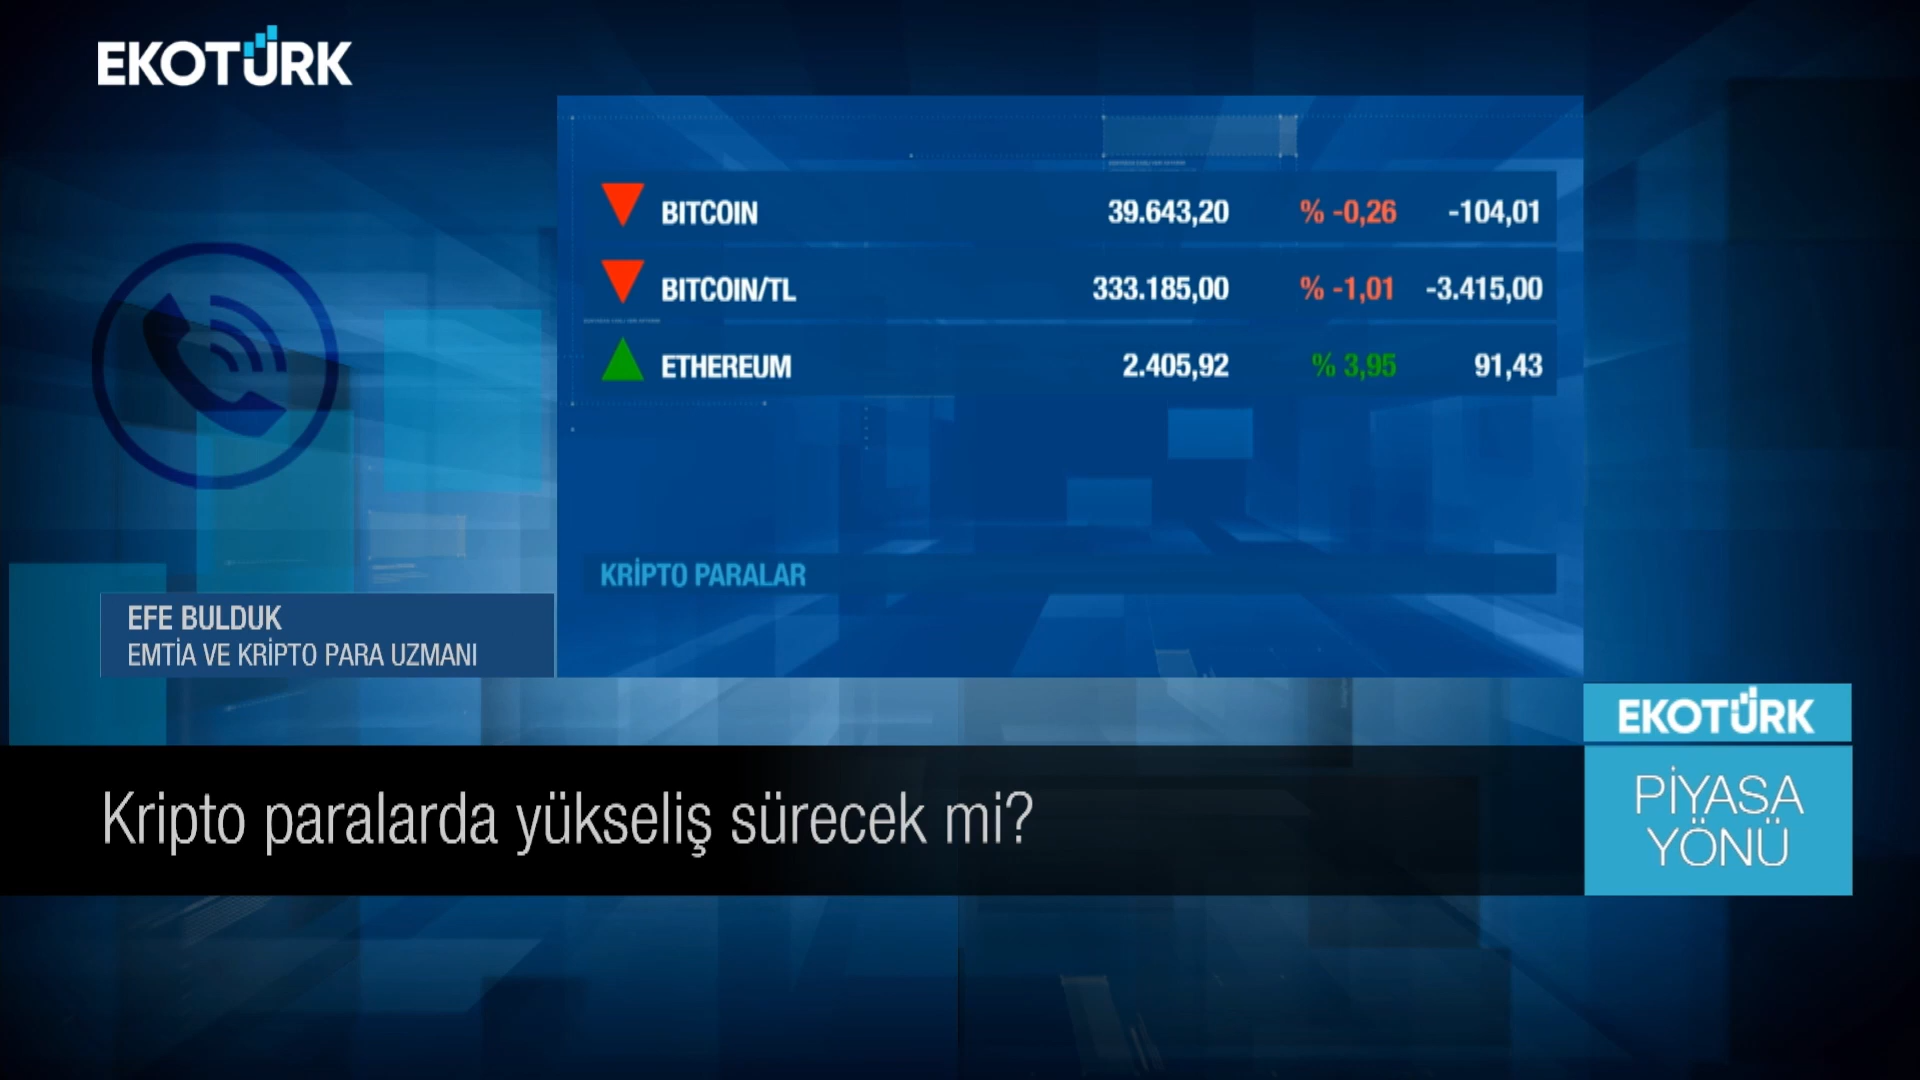 EKOTÜRK
BITCOIN 39.643,20 % -0,26 -104,01
BITCOIN/TL 333.185,00 % -1,01 -3.415,00
ETHEREUM 2.405,92 % 3,95 91,43
KRİPTO PARALAR
EFE BULDUK
EMTİA VE KRİPTO PARA UZMANI
EKOTÜRK
Kripto paralarda yükseliş sürecek mi?
PİYASA
YÖNÜ